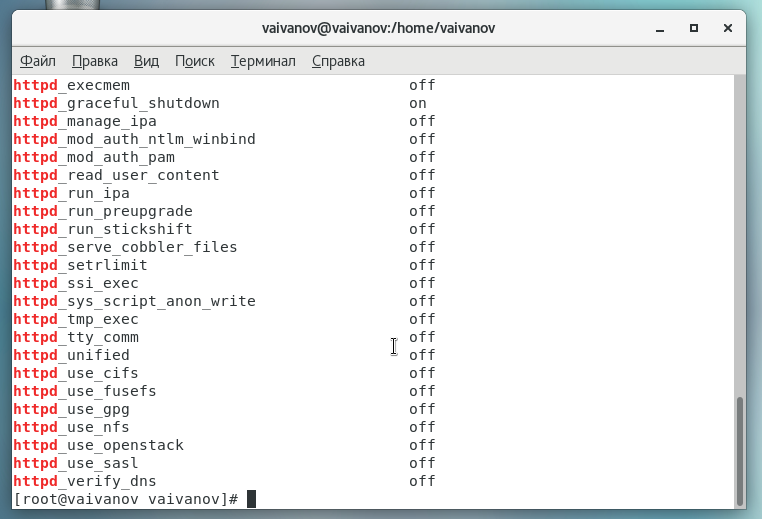 vaivanov@vaivanov:/home/vaivanov
Файл Правка Вид Поиск Терминал Справка
httpd_execmem off
httpd_graceful_shutdown on
httpd_manage_ipa off
httpd_mod_auth_ntlm_winbind off
httpd_mod_auth_pam off
httpd_read_user_content off
httpd_run_ipa off
httpd_run_preupgrade off
httpd_run_stickshift off
httpd_serve_cobbler_files off
httpd_setrlimit off
httpd_ssi_exec off
httpd_sys_script_anon_write off
httpd_tmp_exec off
httpd_tty_comm off
httpd_unified off
httpd_use_cifs off
httpd_use_fusefs off
httpd_use_gpg off
httpd_use_nfs off
httpd_use_openstack off
httpd_use_sasl off
httpd_verify_dns off
[root@vaivanov vaivanov]#